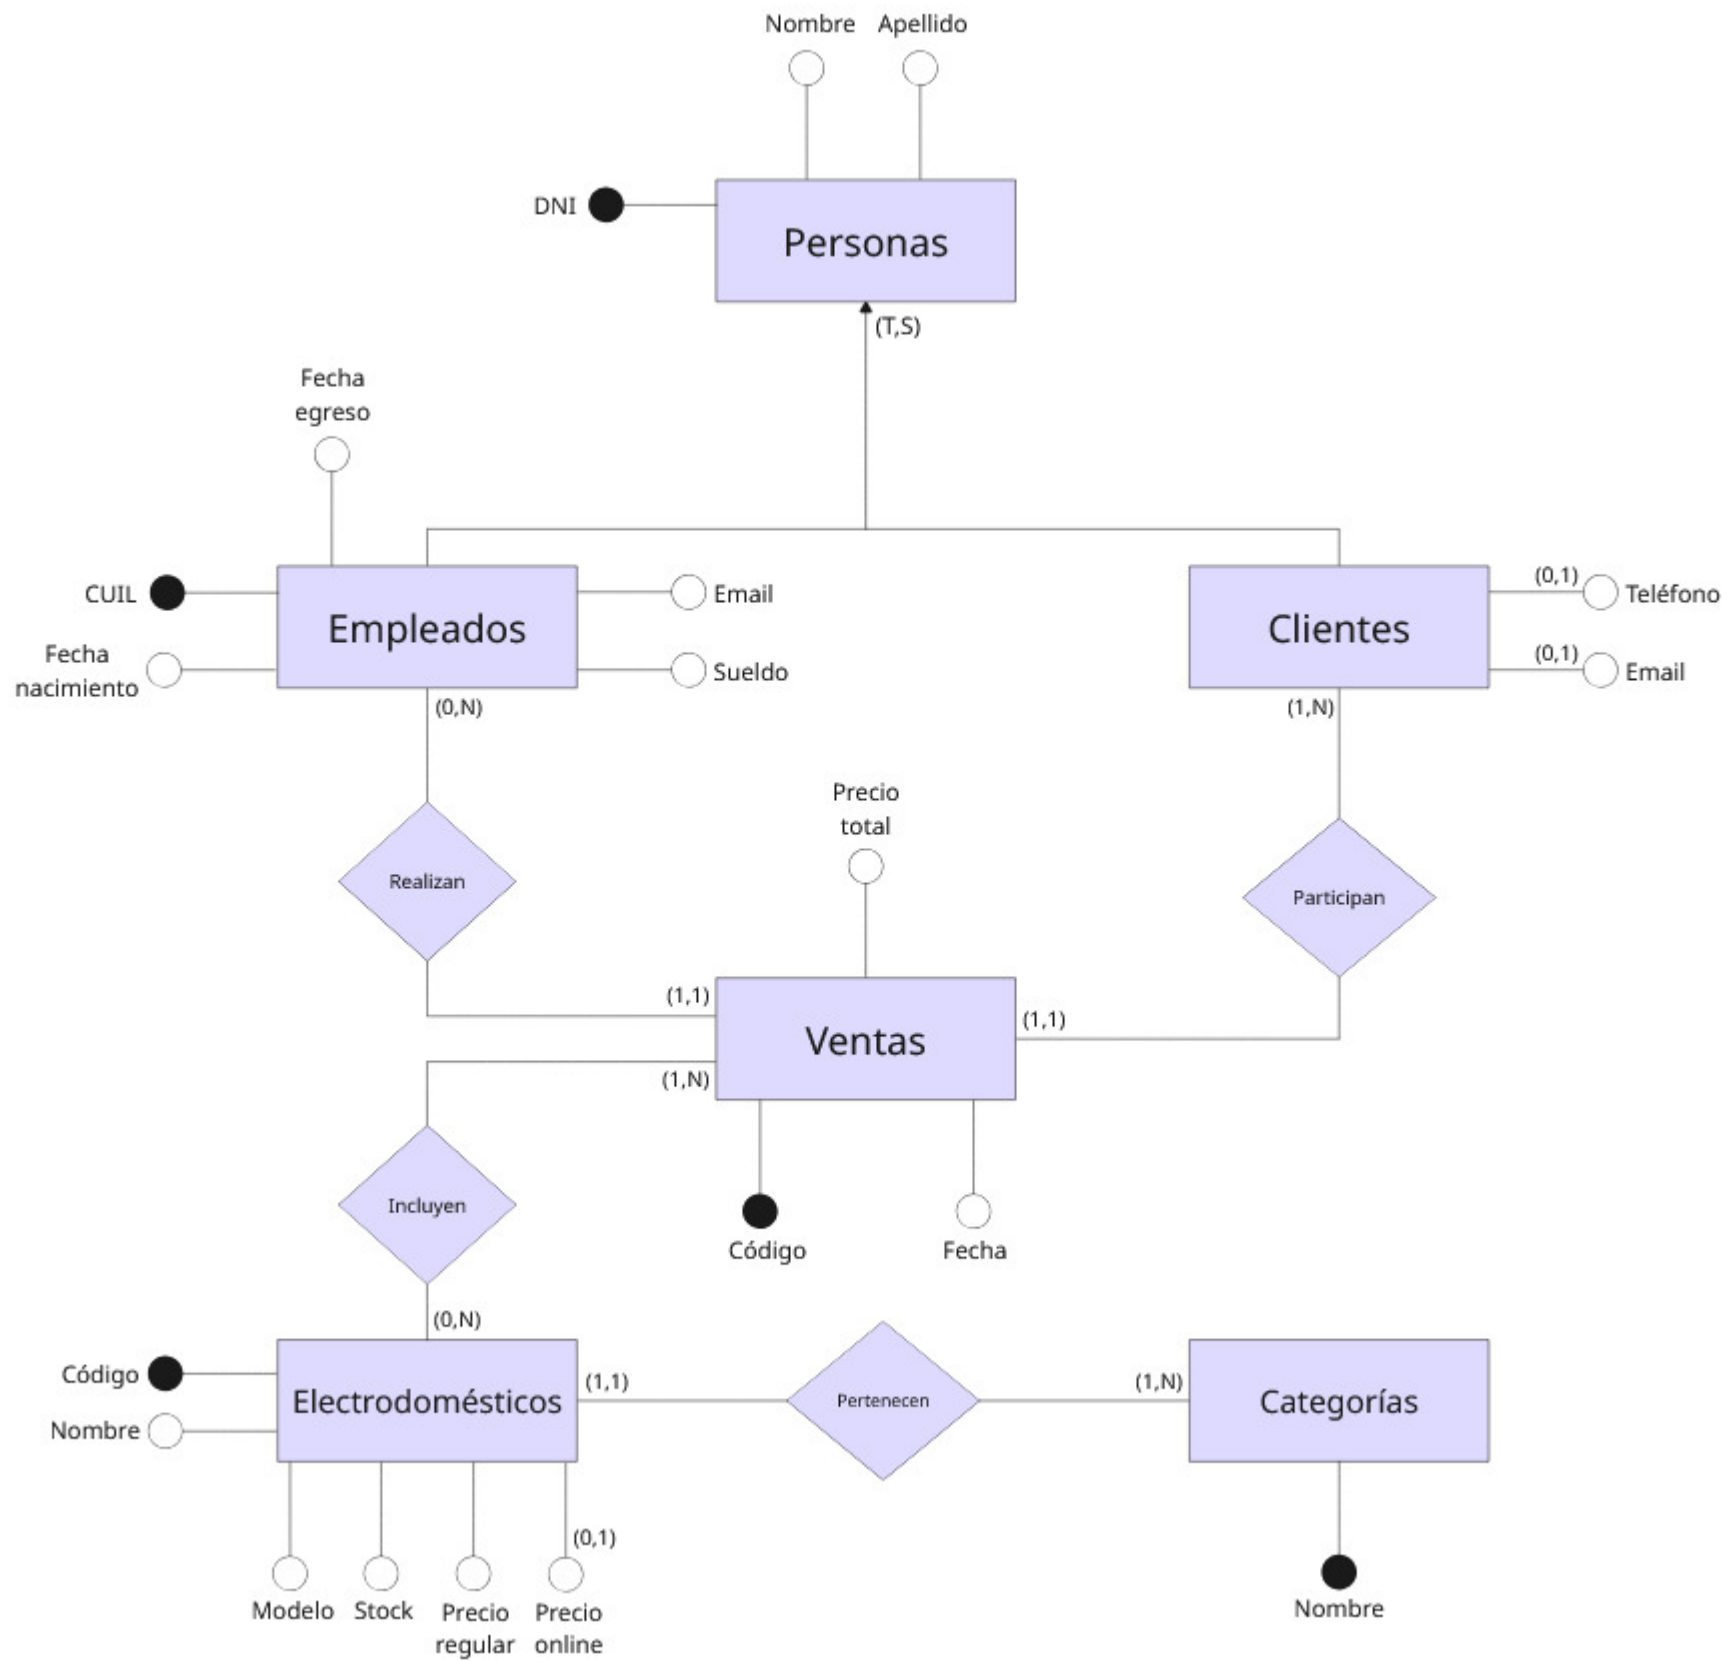 Nombre
Apellido
DNI
Personas
(T,S)
Fecha
egreso
CUIL
Empleados
Email
Fecha
nacimiento
Sueldo
(0,N)
Clientes
(0,1)
Teléfono
(0,1)
Email
(1,N)
Precio
total
Realizan
Participan
(1,1)
Ventas
(1,1)
(1,N)
Incluyen
Código
Fecha
(0,N)
Código
Electrodomésticos
Nombre
(1,1)
Pertenecen
(1,N)
Categorías
(0,1)
Modelo
Stock
Precio
regular
Precio
online
Nombre